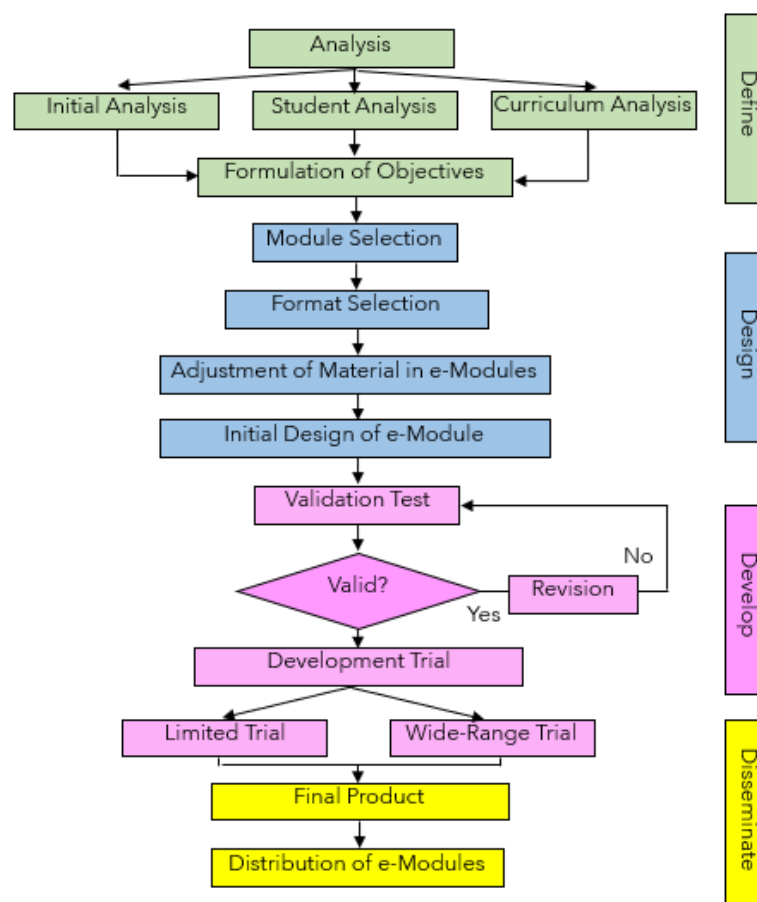 Analysis
Initial Analysis
Student Analysis
Curriculum Analysis
Define
Formulation of Objectives
Module Selection
Format Selection
Design
Adjustment of Material in e-Modules
Initial Design of e-Module
Validation Test
No
Valid?
Revision
Yes
Develop
Development Trial
Limited Trial
Wide-Range Trial
Final Product
Disseminate
Distribution of e-Modules